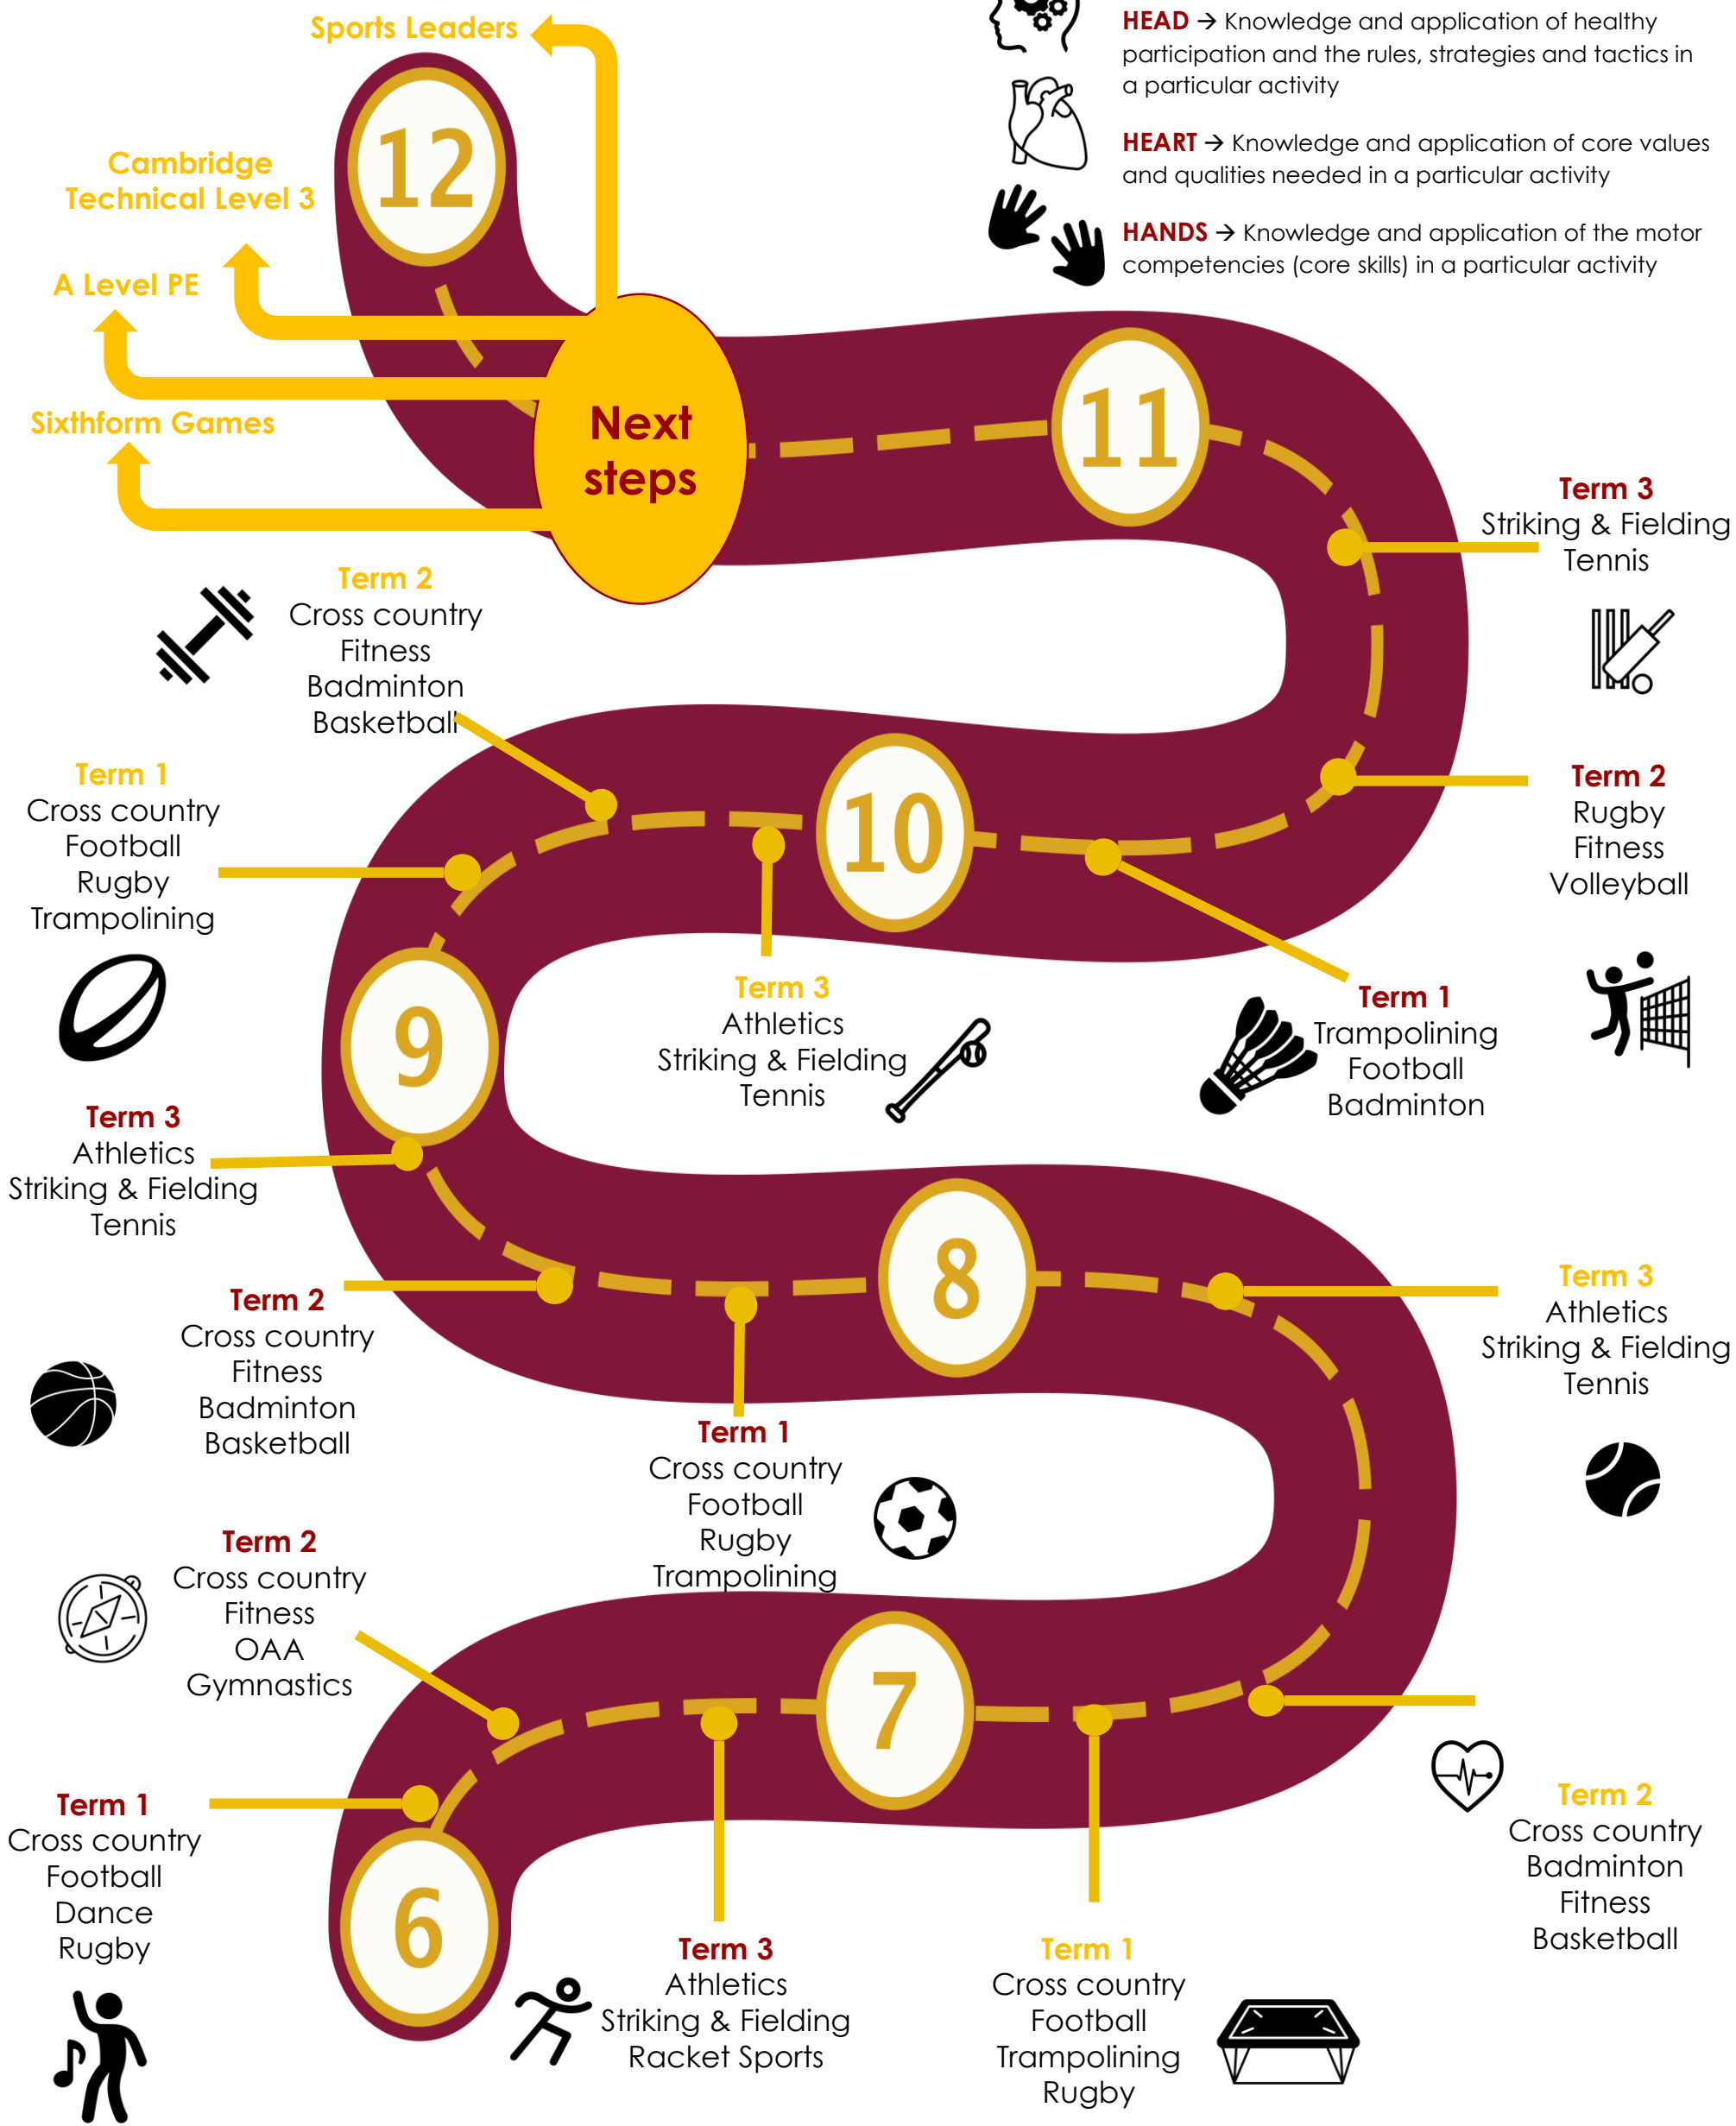 Sports Leaders
HEAD → Knowledge and application of healthy
participation and the rules, strategies and tactics in
a particular activity
HEART → Knowledge and application of core values
and qualities needed in a particular activity
HANDS → Knowledge and application of the motor
competencies (core skills) in a particular activity
12
Cambridge
Technical Level 3
A Level PE
Sixthform Games
Next
steps
11
Term 3
Striking & Fielding
Tennis
Term 2
Cross country
Fitness
Badminton
Basketball
Term 1
Cross country
Football
Rugby
Trampolining
10
Term 2
Rugby
Fitness
Volleyball
Term 3
Athletics
Striking & Fielding
Tennis
Term 1
Trampolining
Football
Badminton
9
Term 3
Athletics
Striking & Fielding
Tennis
8
Term 2
Cross country
Fitness
Badminton
Basketball
Term 3
Athletics
Striking & Fielding
Tennis
Term 1
Cross country
Football
Rugby
Trampolining
Term 2
Cross country
Fitness
OAA
Gymnastics
7
Term 1
Cross country
Football
Dance
Rugby
6
Term 2
Cross country
Badminton
Fitness
Basketball
Term 3
Athletics
Striking & Fielding
Racket Sports
Term 1
Cross country
Football
Trampolining
Rugby